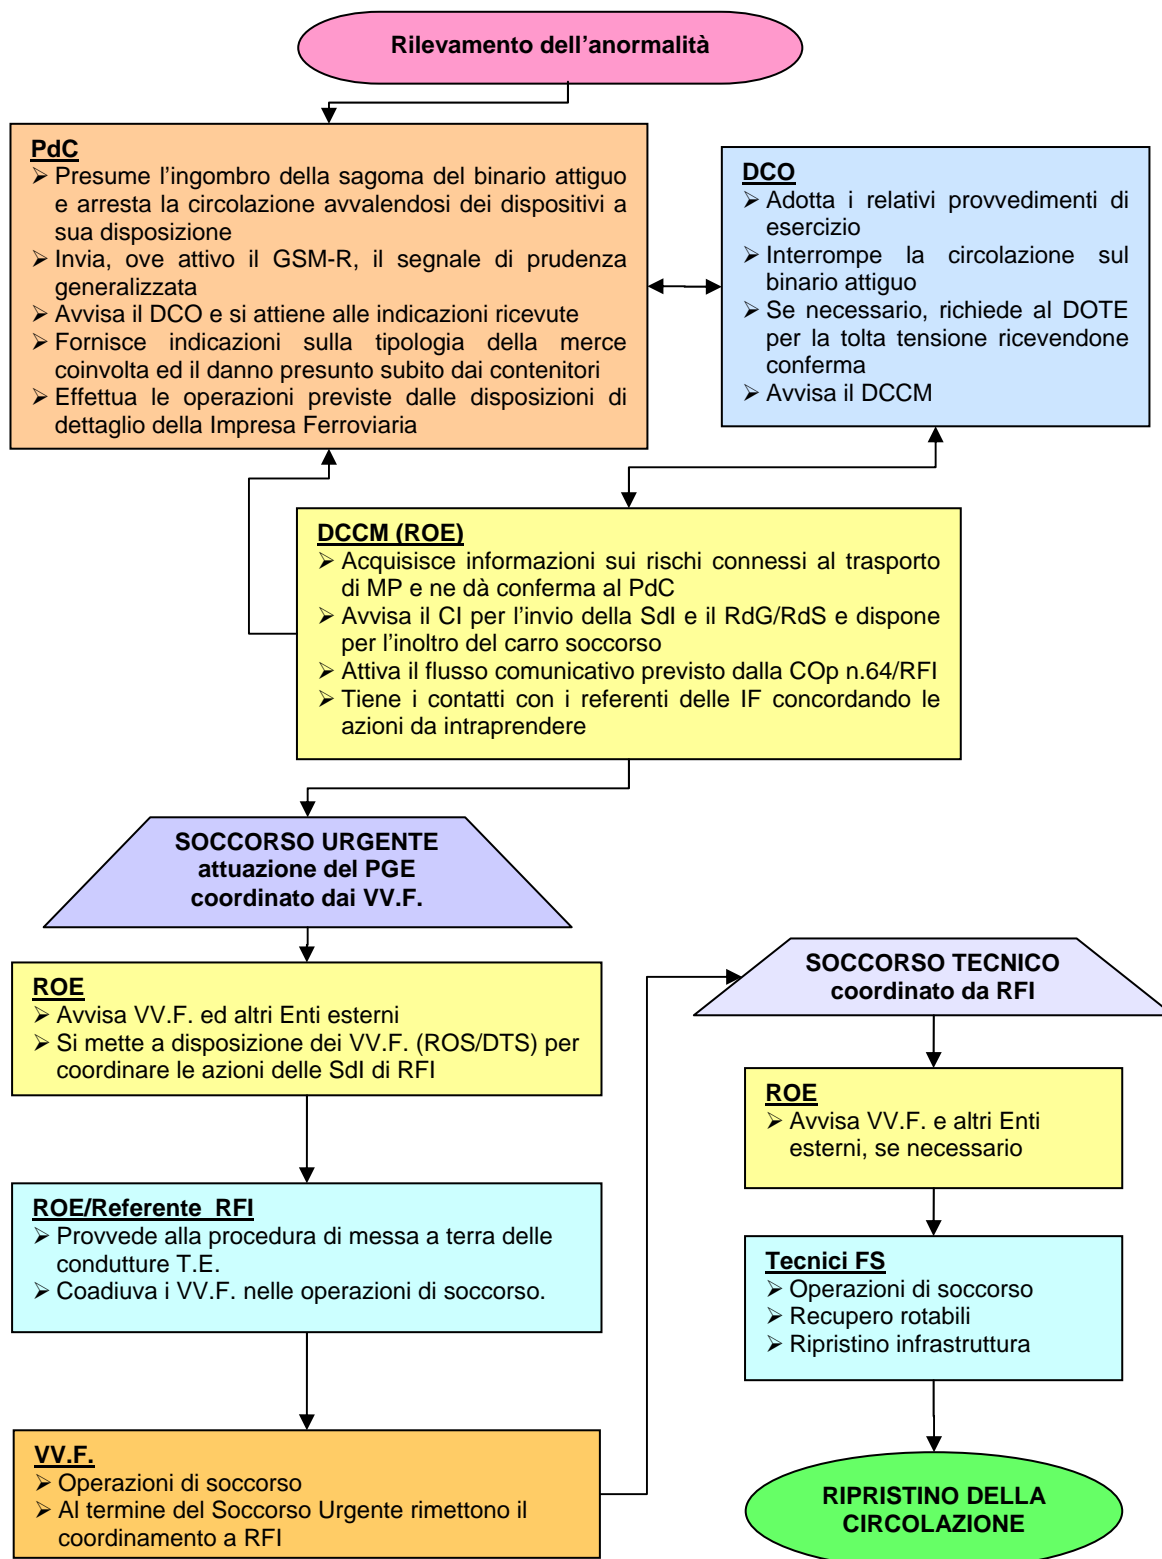 Rilevamento dell'anormalità
PdC
➢ Presume l'ingombro della sagoma del binario attiguo
e arresta la circolazione avvalendosi dei dispositivi a
sua disposizione
➢ Invia, ove attivo il GSM-R, il segnale di prudenza
generalizzata
➢ Avvisa il DCO e si attiene alle indicazioni ricevute
➢ Fornisce indicazioni sulla tipologia della merce
coinvolta ed il danno presunto subito dai contenitori
➢ Effettua le operazioni previste dalle disposizioni di
dettaglio della Impresa Ferroviaria
DCO
➢ Adotta i relativi provvedimenti di
esercizio
➢ Interrompe la circolazione sul
binario attiguo
➢ Se necessario, richiede al DOTE
per la tolta tensione ricevendone
conferma
➢ Avvisa il DCCM
DCCM (ROE)
➢ Acquisisce informazioni sui rischi connessi al trasporto
di MP e ne dà conferma al PdC
➢ Avvisa il CI per l'invio della SdI e il RdG/RdS e dispone
per l'inoltro del carro soccorso
➢ Attiva il flusso comunicativo previsto dalla COp n.64/RFI
➢ Tiene i contatti con i referenti delle IF concordando le
azioni da intraprendere
SOCCORSO URGENTE
attuazione del PGE
coordinato dai VV.F.
ROE
➢ Avvisa VV.F. ed altri Enti esterni
➢ Si mette a disposizione dei VV.F. (ROS/DTS) per
coordinare le azioni delle SdI di RFI
ROE/Referente RFI
➢ Provvede alla procedura di messa a terra delle
condutture T.E.
➢ Coadiuva i VV.F. nelle operazioni di soccorso.
VV.F.
➢ Operazioni di soccorso
➢ Al termine del Soccorso Urgente rimettono il
coordinamento a RFI
SOCCORSO TECNICO
coordinato da RFI
ROE
➢ Avvisa VV.F. e altri Enti
esterni, se necessario
Tecnici FS
➢ Operazioni di soccorso
➢ Recupero rotabili
➢ Ripristino infrastruttura
RIPRISTINO DELLA
CIRCOLAZIONE